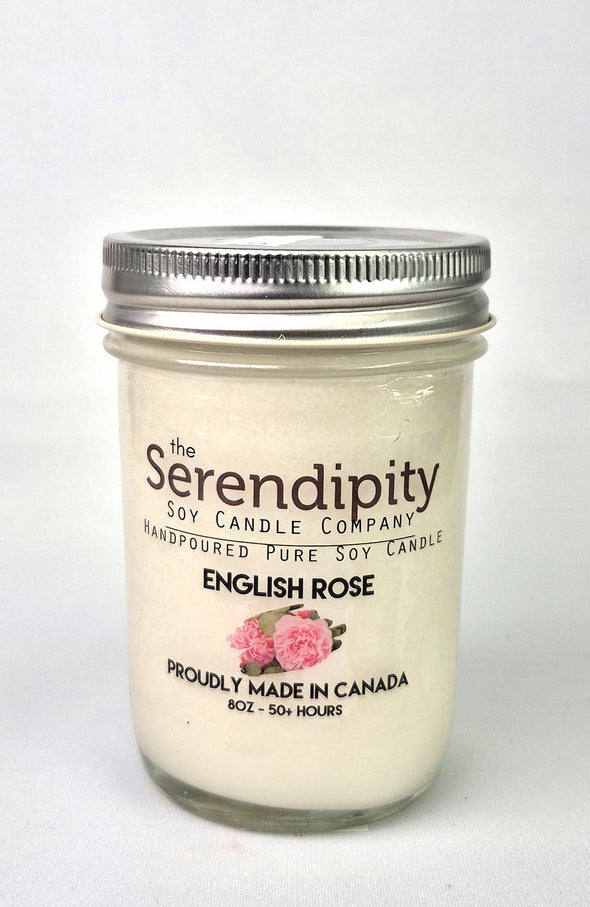 the
Serendipity
SOY CANDLE COMPANY
HANDPOURED PURE SOY CANDLE
ENGLISH ROSE
PROUDLY MADE IN CANADA
8OZ - 50+ HOURS